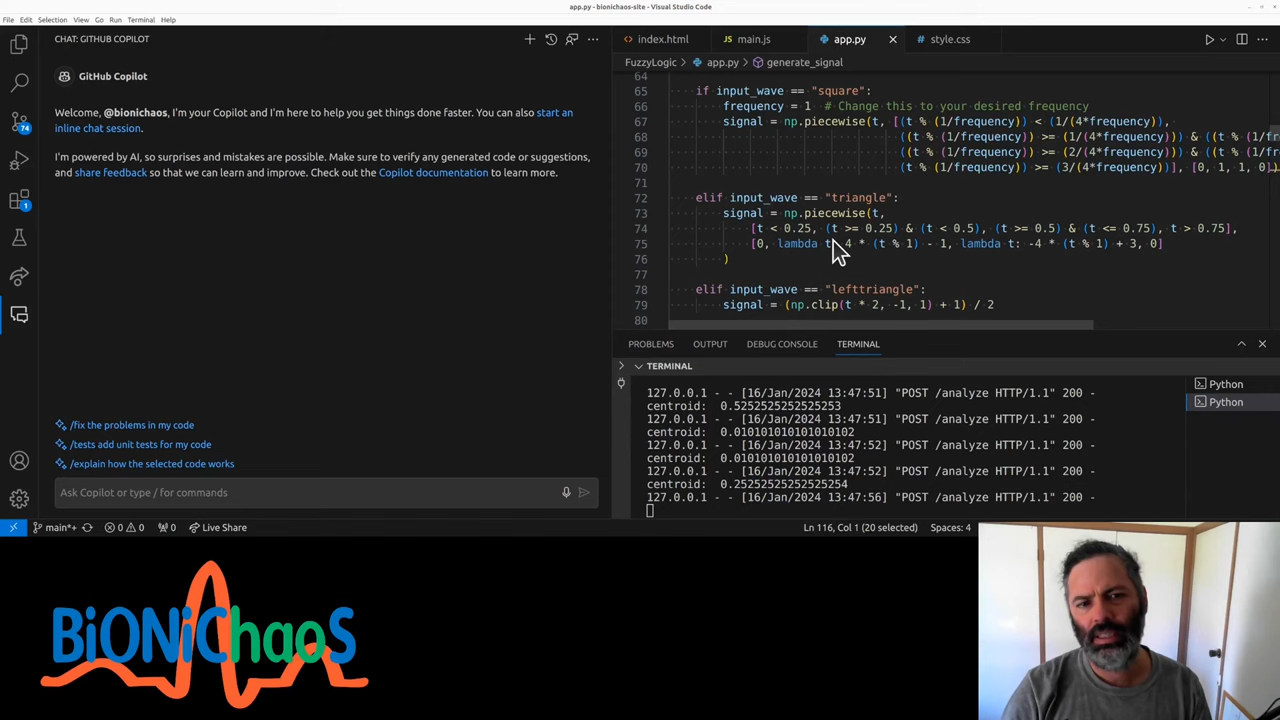 app.py - bionichaos-site - Visual Studio Code
File Edit Selection View Go Run Terminal Help
CHAT: GITHUB COPILOT
index.html
main.js
app.py
style.css
FuzzyLogic > app.py > generate_signal
GitHub Copilot
Welcome, @bionichaos, I'm your Copilot and I'm here to help you get things done faster. You can also start an
inline chat session.
I'm powered by AI, so surprises and mistakes are possible. Make sure to verify any generated code or suggestions,
and share feedback so that we can learn and improve. Check out the Copilot documentation to learn more.
74
1
/fix the problems in my code
/tests add unit tests for my code
/explain how the selected code works
Ask Copilot or type / for commands
64
65 if input_wave == "square":
66 frequency = 1 # Change this to your desired frequency
67 signal = np.piecewise(t, [(t % (1/frequency)) < (1/(4*frequency)),
68 ((t % (1/frequency)) >= (1/(4*frequency))) & ((t % (1/f
69 ((t % (1/frequency)) >= (2/(4*frequency))) & ((t % (1/f
70 ((t % (1/frequency)) >= (3/(4*frequency))], [0, 1, 1, 0])
71
72 elif input_wave == "triangle":
73 signal = np.piecewise(t,
74 [t < 0.25, (t >= 0.25) & (t < 0.5), (t >= 0.5) & (t <= 0.75), t > 0.75],
75 [0, lambda t: 4 * (t % 1) - 1, lambda t: -4 * (t % 1) + 3, 0]
76 )
77
78 elif input_wave == "lefttriangle":
79 signal = (np.clip(t * 2, -1, 1) + 1) / 2
80
PROBLEMS OUTPUT DEBUG CONSOLE TERMINAL
TERMINAL
127.0.0.1 - - [16/Jan/2024 13:47:51] "POST /analyze HTTP/1.1" 200 -
centroid: 0.5252525252525253
127.0.0.1 - - [16/Jan/2024 13:47:51] "POST /analyze HTTP/1.1" 200 -
centroid: 0.010101010101010102
127.0.0.1 - - [16/Jan/2024 13:47:52] "POST /analyze HTTP/1.1" 200 -
centroid: 0.010101010101010102
127.0.0.1 - - [16/Jan/2024 13:47:52] "POST /analyze HTTP/1.1" 200 -
centroid: 0.25252525252525254
127.0.0.1 - - [16/Jan/2024 13:47:56] "POST /analyze HTTP/1.1" 200 -
Python
Python
main*+ 0 0 0 Live Share
Ln 116, Col 1 (20 selected) Spaces: 4
BiONiChaoS